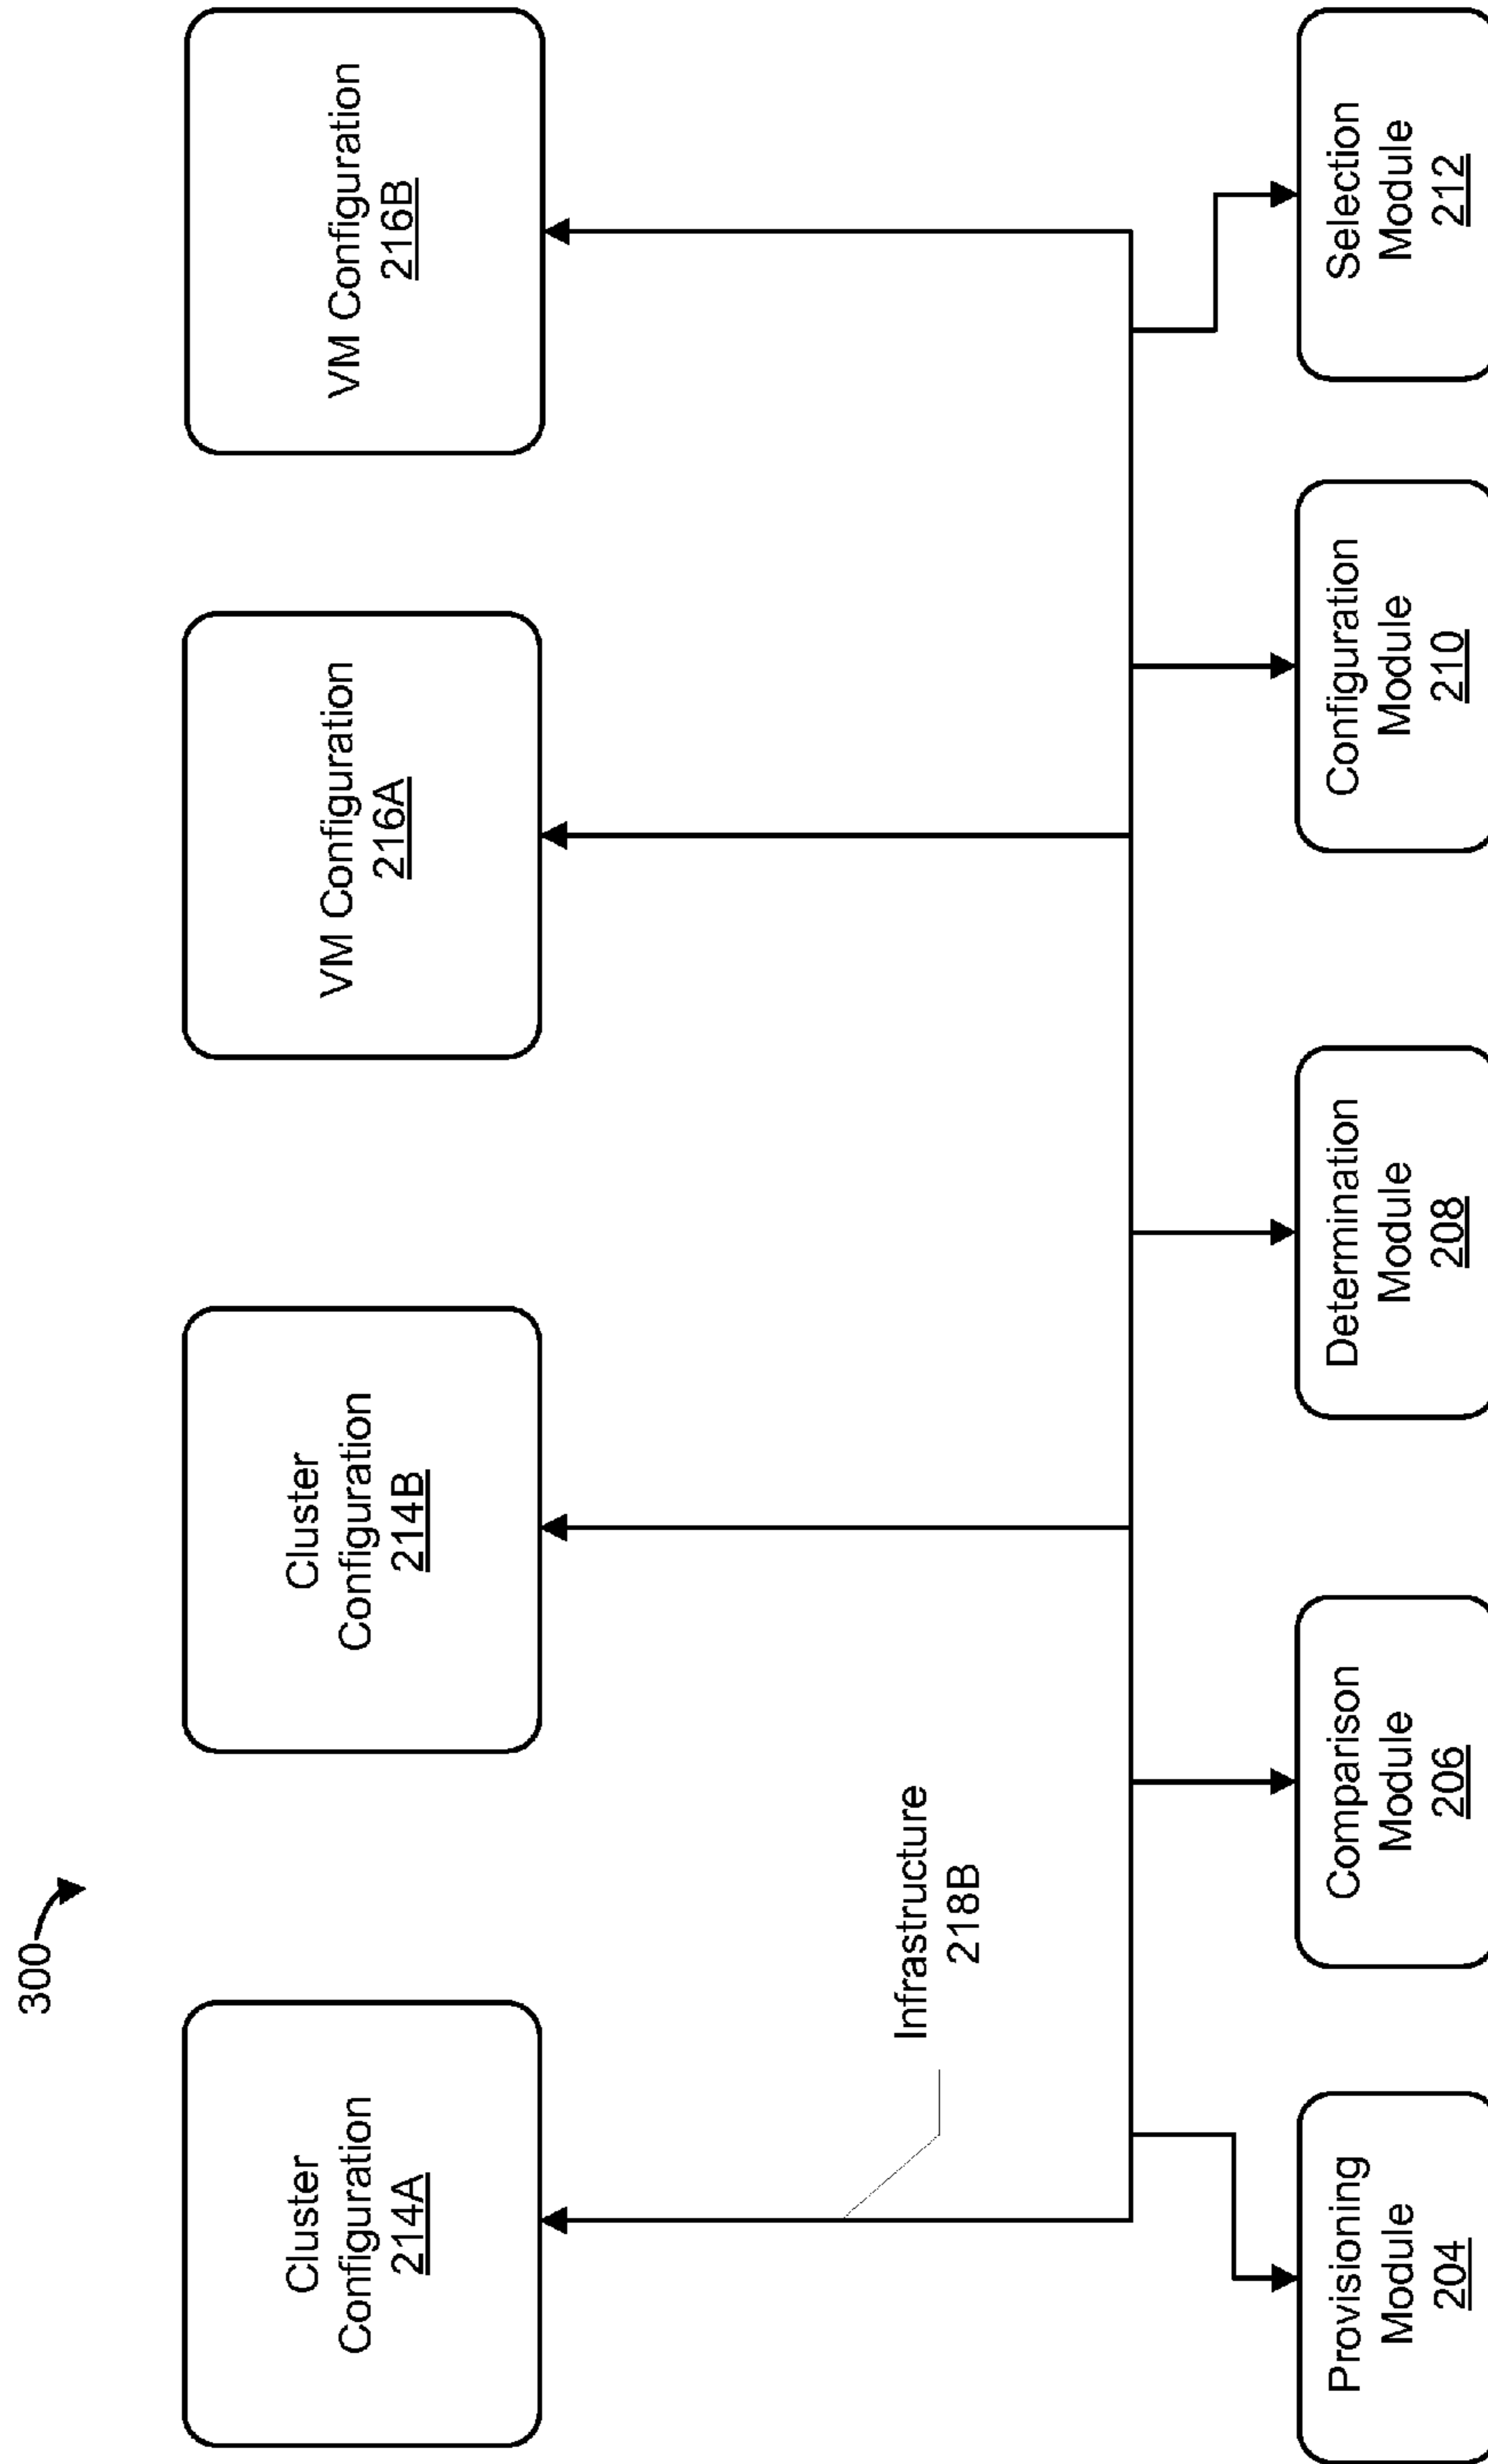 300
Cluster
Configuration
214A
Cluster
Configuration
214B
VM Configuration
216A
VM Configuration
216B
Infrastructure
218B
Provisioning
Module
204
Comparison
Module
206
Determination
Module
208
Configuration
Module
210
Selection
Module
212